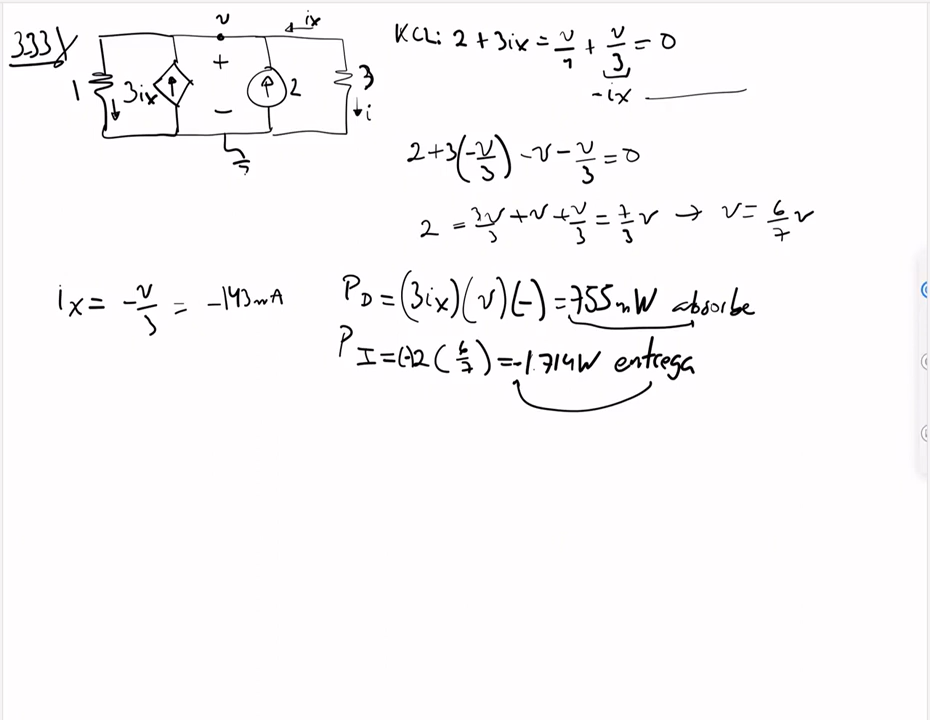 333
v
ix
1
3ix
+
-
2
3
i
KCL: 2 + 3ix = v/1 + v/3 = 0
-ix
2+3(-v/3) -v - v/3 = 0
2 = 3v/3 + v + v/3 = 7/3 v → v = 6/7 v
ix = -v/3 = -143mA
PD = (3ix)(v)(-) = 755mW absorbe
PI = (-)2(6/7) = -1.714W entrega